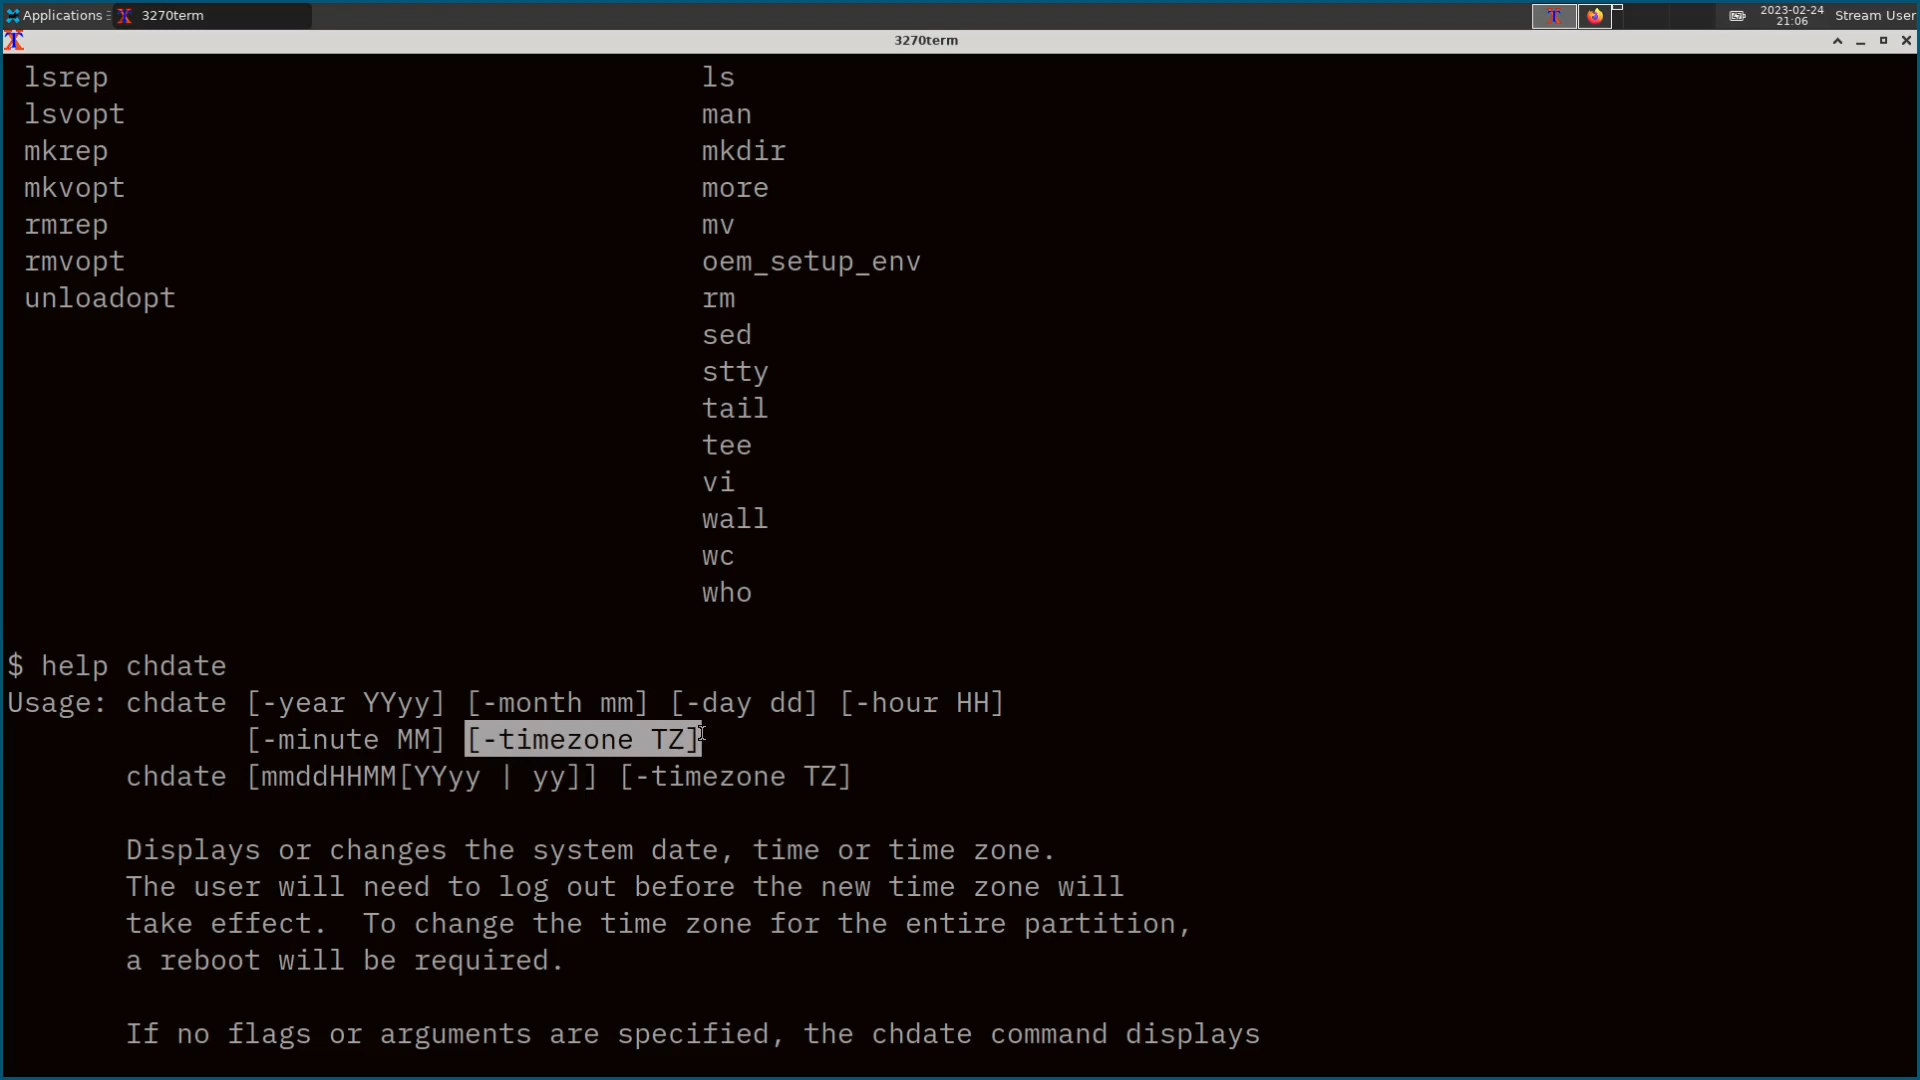 Applications 3270term 2023-02-24 Stream User
21:06
3270term
lsrep ls
lsvopt man
mkrep mkdir
mkvopt more
rmrep mv
rmvopt oem_setup_env
unloadopt rm
sed
stty
tail
tee
vi
wall
wc
who
$ help chdate
Usage: chdate [-year YYyy] [-month mm] [-day dd] [-hour HH]
[-minute MM] [-timezone TZ]
chdate [mmddHHMM[YYyy | yy]] [-timezone TZ]
Displays or changes the system date, time or time zone.
The user will need to log out before the new time zone will
take effect.  To change the time zone for the entire partition,
a reboot will be required.
If no flags or arguments are specified, the chdate command displays